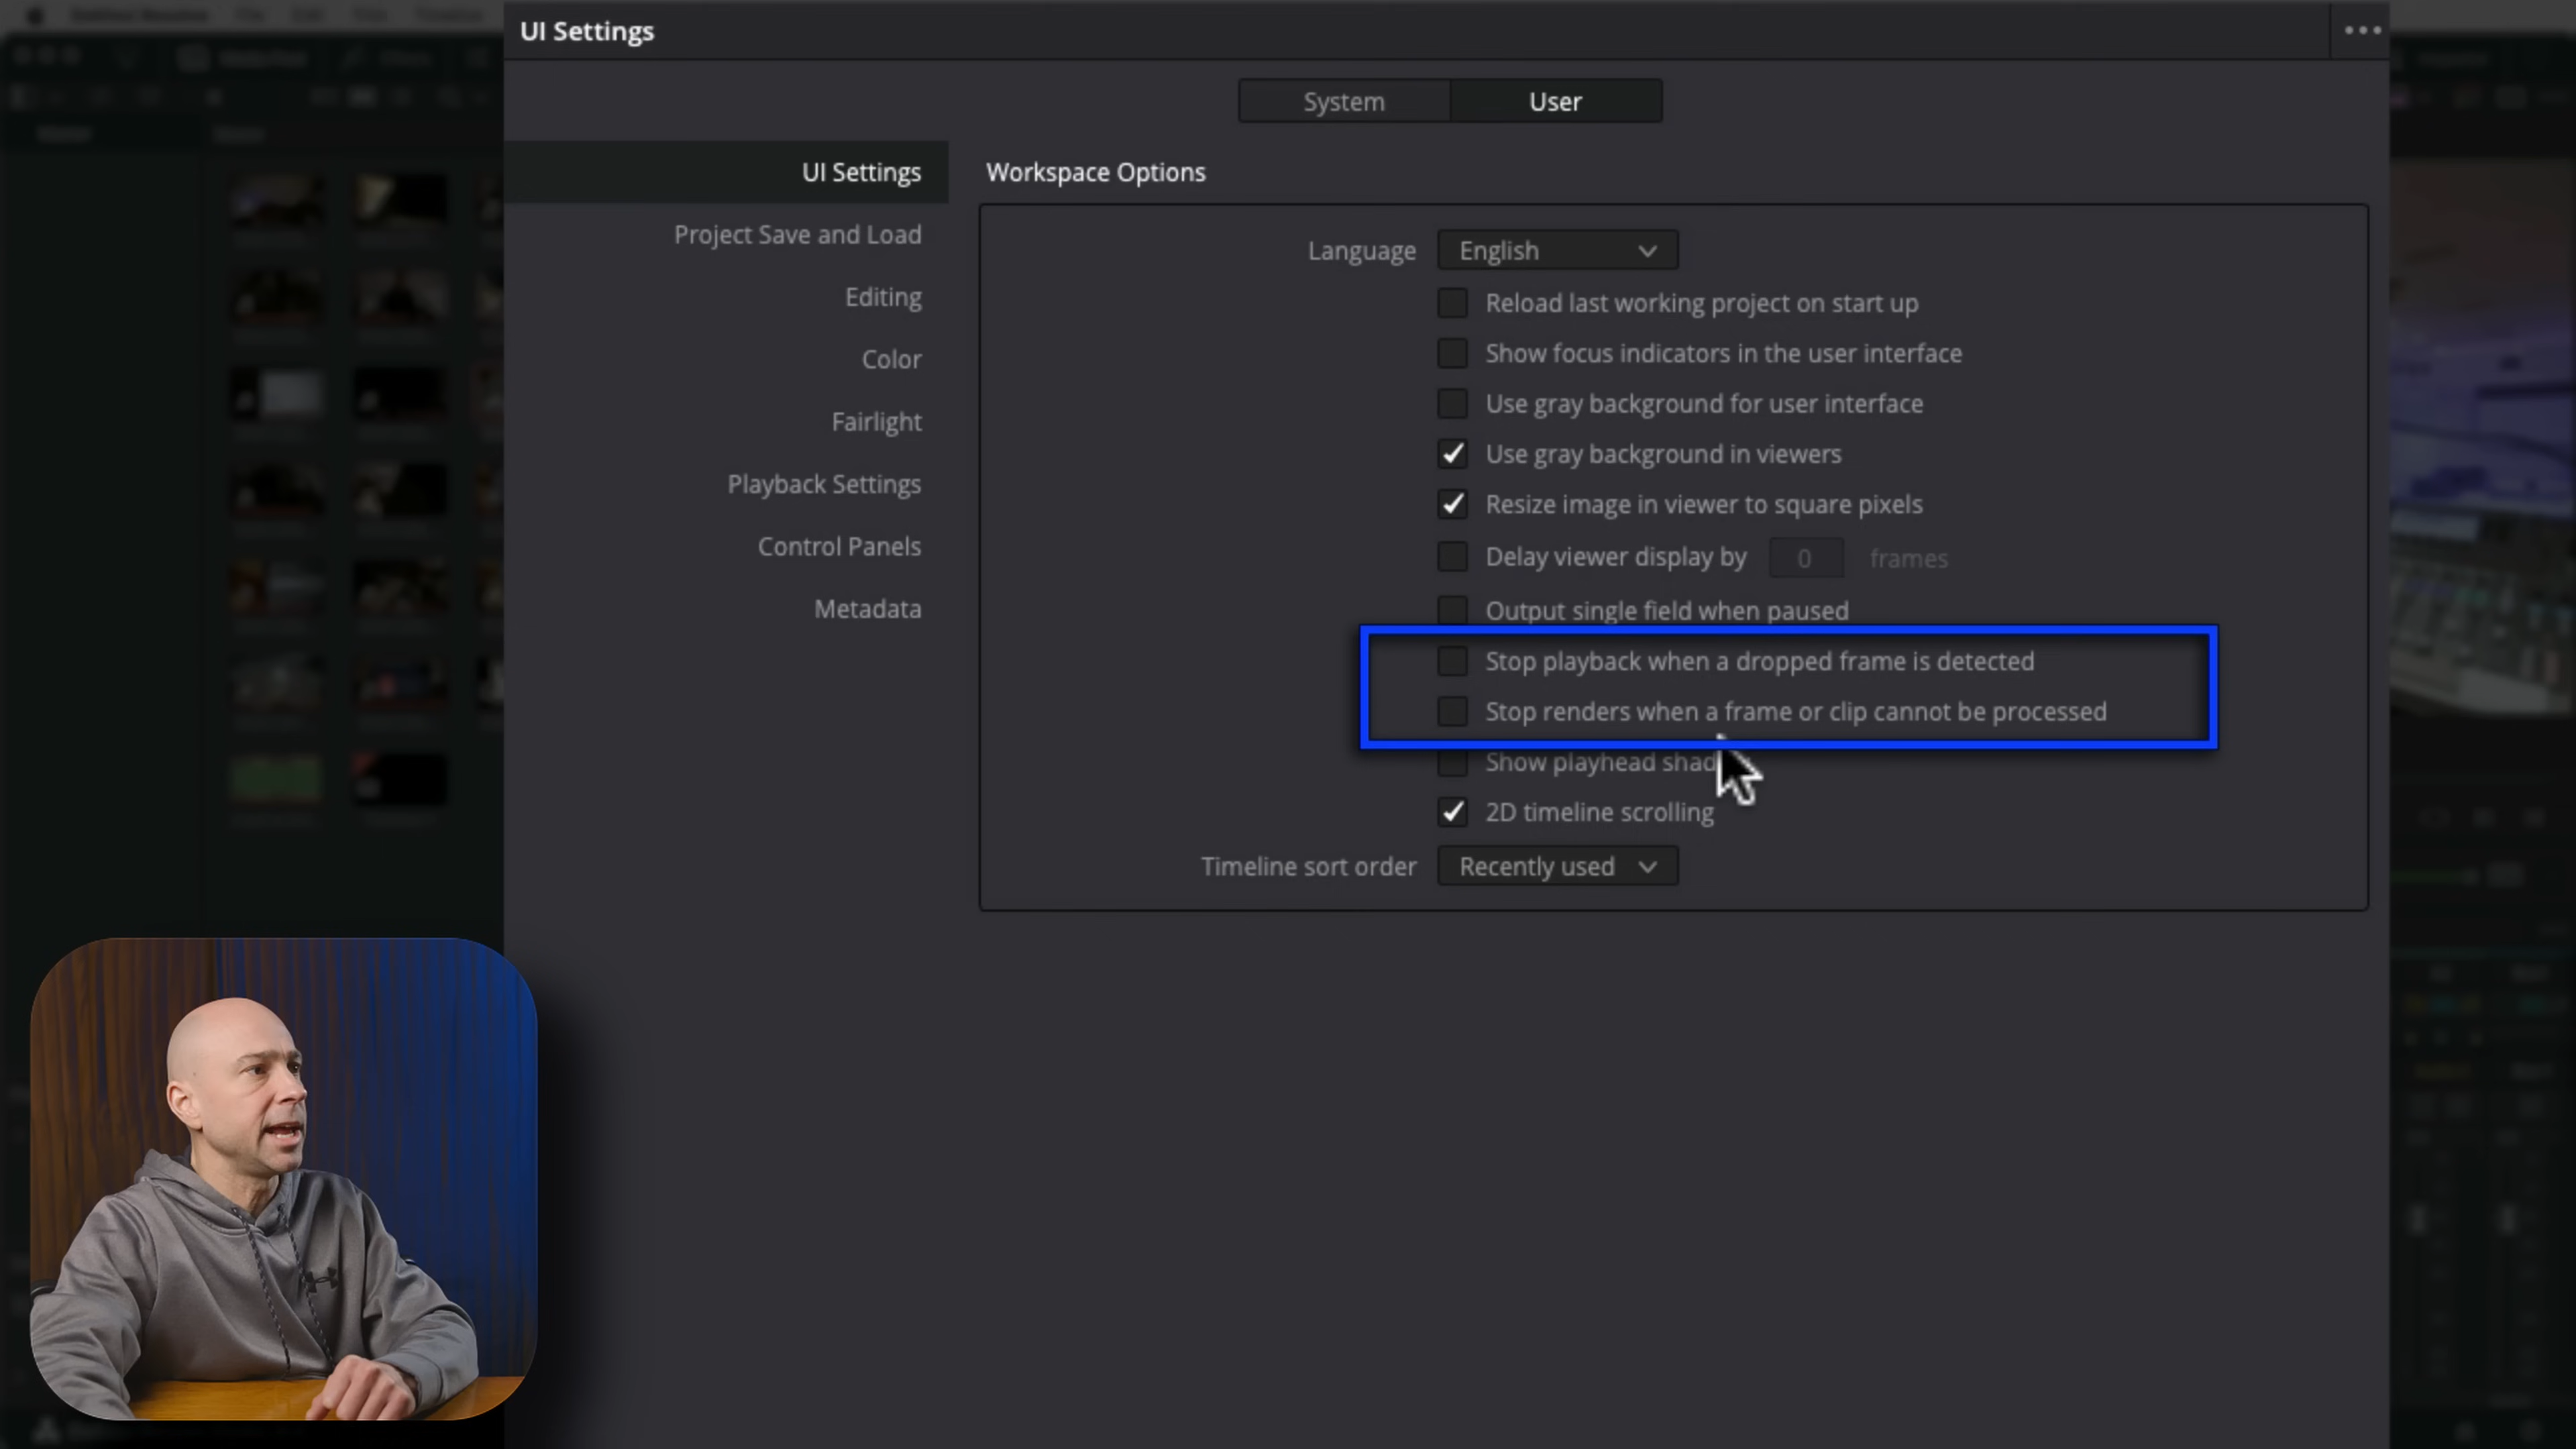 UI Settings
System
User
UI Settings
Project Save and Load
Editing
Color
Fairlight
Playback Settings
Control Panels
Metadata
Workspace Options
Language English
Reload last working project on start up
Show focus indicators in the user interface
Use gray background for user interface
Use gray background in viewers
Resize image in viewer to square pixels
Delay viewer display by 0 frames
Output single field when paused
Stop playback when a dropped frame is detected
Stop renders when a frame or clip cannot be processed
Show playhead shad
2D timeline scrolling
Timeline sort order Recently used